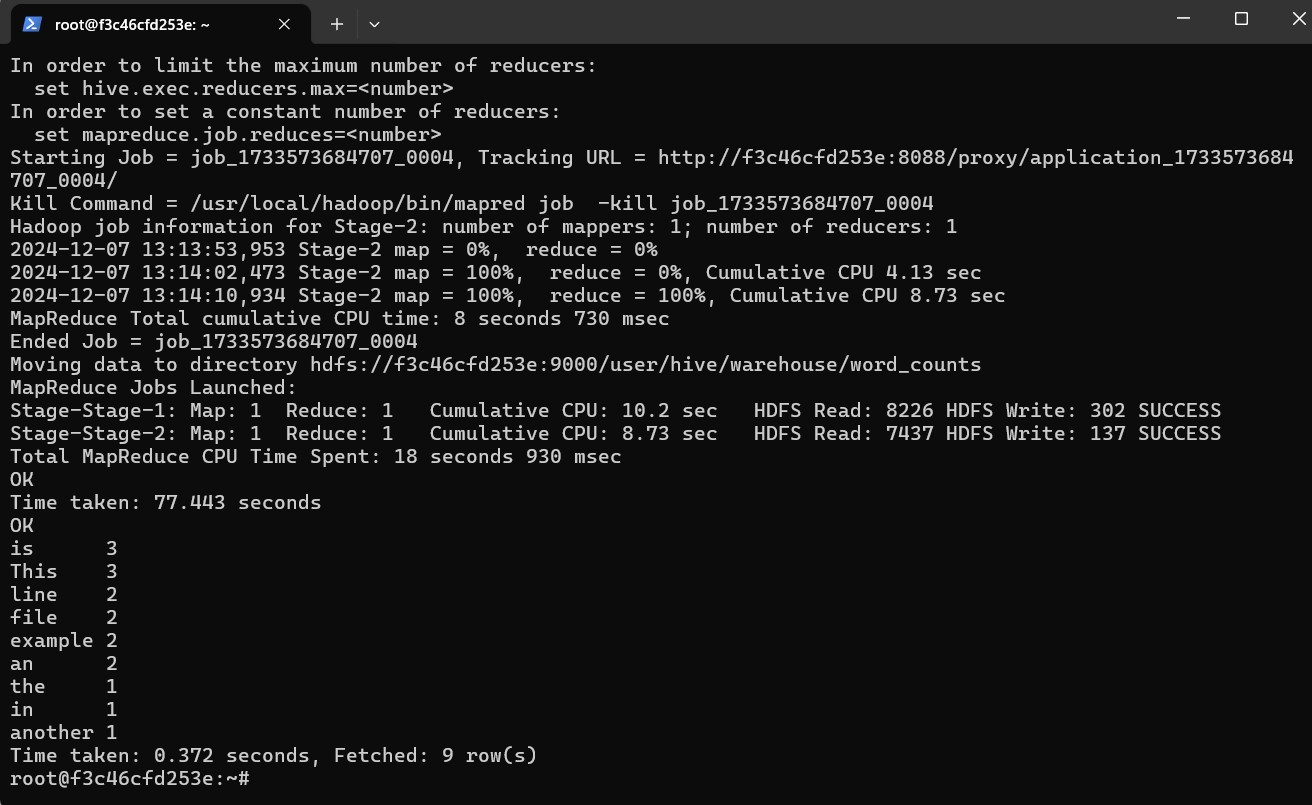 root@f3c46cfd253e: ~
In order to limit the maximum number of reducers:
  set hive.exec.reducers.max=<number>
In order to set a constant number of reducers:
  set mapreduce.job.reduces=<number>
Starting Job = job_1733573684707_0004, Tracking URL = http://f3c46cfd253e:8088/proxy/application_1733573684
707_0004/
Kill Command = /usr/local/hadoop/bin/mapred job  -kill job_1733573684707_0004
Hadoop job information for Stage-2: number of mappers: 1; number of reducers: 1
2024-12-07 13:13:53,953 Stage-2 map = 0%,  reduce = 0%
2024-12-07 13:14:02,473 Stage-2 map = 100%,  reduce = 0%, Cumulative CPU 4.13 sec
2024-12-07 13:14:10,934 Stage-2 map = 100%,  reduce = 100%, Cumulative CPU 8.73 sec
MapReduce Total cumulative CPU time: 8 seconds 730 msec
Ended Job = job_1733573684707_0004
Moving data to directory hdfs://f3c46cfd253e:9000/user/hive/warehouse/word_counts
MapReduce Jobs Launched:
Stage-Stage-1: Map: 1  Reduce: 1   Cumulative CPU: 10.2 sec   HDFS Read: 8226 HDFS Write: 302 SUCCESS
Stage-Stage-2: Map: 1  Reduce: 1   Cumulative CPU: 8.73 sec   HDFS Read: 7437 HDFS Write: 137 SUCCESS
Total MapReduce CPU Time Spent: 18 seconds 930 msec
OK
Time taken: 77.443 seconds
OK
is      3
This    3
line    2
file    2
example 2
an      2
the     1
in      1
another 1
Time taken: 0.372 seconds, Fetched: 9 row(s)
root@f3c46cfd253e:~#